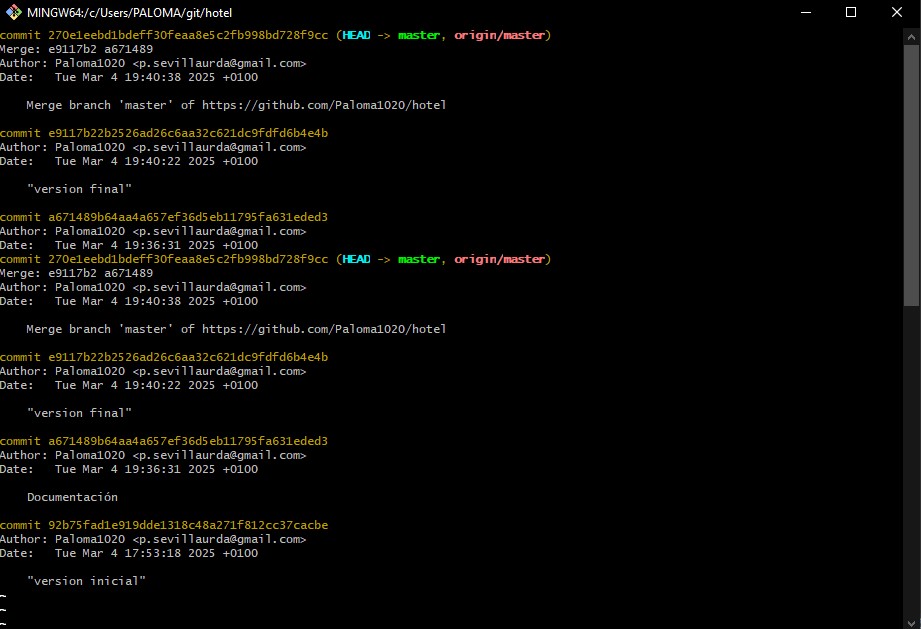 MINGW64:/c/Users/PALOMA/git/hotel
commit 270e1eebd1bdeff30feaa8e5c2fb998bd728f9cc (HEAD -> master, origin/master)
Merge: e9117b2 a671489
Author: Paloma1020 <p.sevillaurda@gmail.com>
Date:   Tue Mar 4 19:40:38 2025 +0100
    Merge branch 'master' of https://github.com/Paloma1020/hotel
commit e9117b22b2526ad26c6aa32c621dc9fdfd6b4e4b
Author: Paloma1020 <p.sevillaurda@gmail.com>
Date:   Tue Mar 4 19:40:22 2025 +0100
    "version final"
commit a671489b64aa4a657ef36d5eb11795fa631eded3
Author: Paloma1020 <p.sevillaurda@gmail.com>
Date:   Tue Mar 4 19:36:31 2025 +0100
commit 270e1eebd1bdeff30feaa8e5c2fb998bd728f9cc (HEAD -> master, origin/master)
Merge: e9117b2 a671489
Author: Paloma1020 <p.sevillaurda@gmail.com>
Date:   Tue Mar 4 19:40:38 2025 +0100
    Merge branch 'master' of https://github.com/Paloma1020/hotel
commit e9117b22b2526ad26c6aa32c621dc9fdfd6b4e4b
Author: Paloma1020 <p.sevillaurda@gmail.com>
Date:   Tue Mar 4 19:40:22 2025 +0100
    "version final"
commit a671489b64aa4a657ef36d5eb11795fa631eded3
Author: Paloma1020 <p.sevillaurda@gmail.com>
Date:   Tue Mar 4 19:36:31 2025 +0100
    Documentación
commit 92b75fad1e919dde1318c48a271f812cc37cacbe
Author: Paloma1020 <p.sevillaurda@gmail.com>
Date:   Tue Mar 4 17:53:18 2025 +0100
    "version inicial"
~
~
~